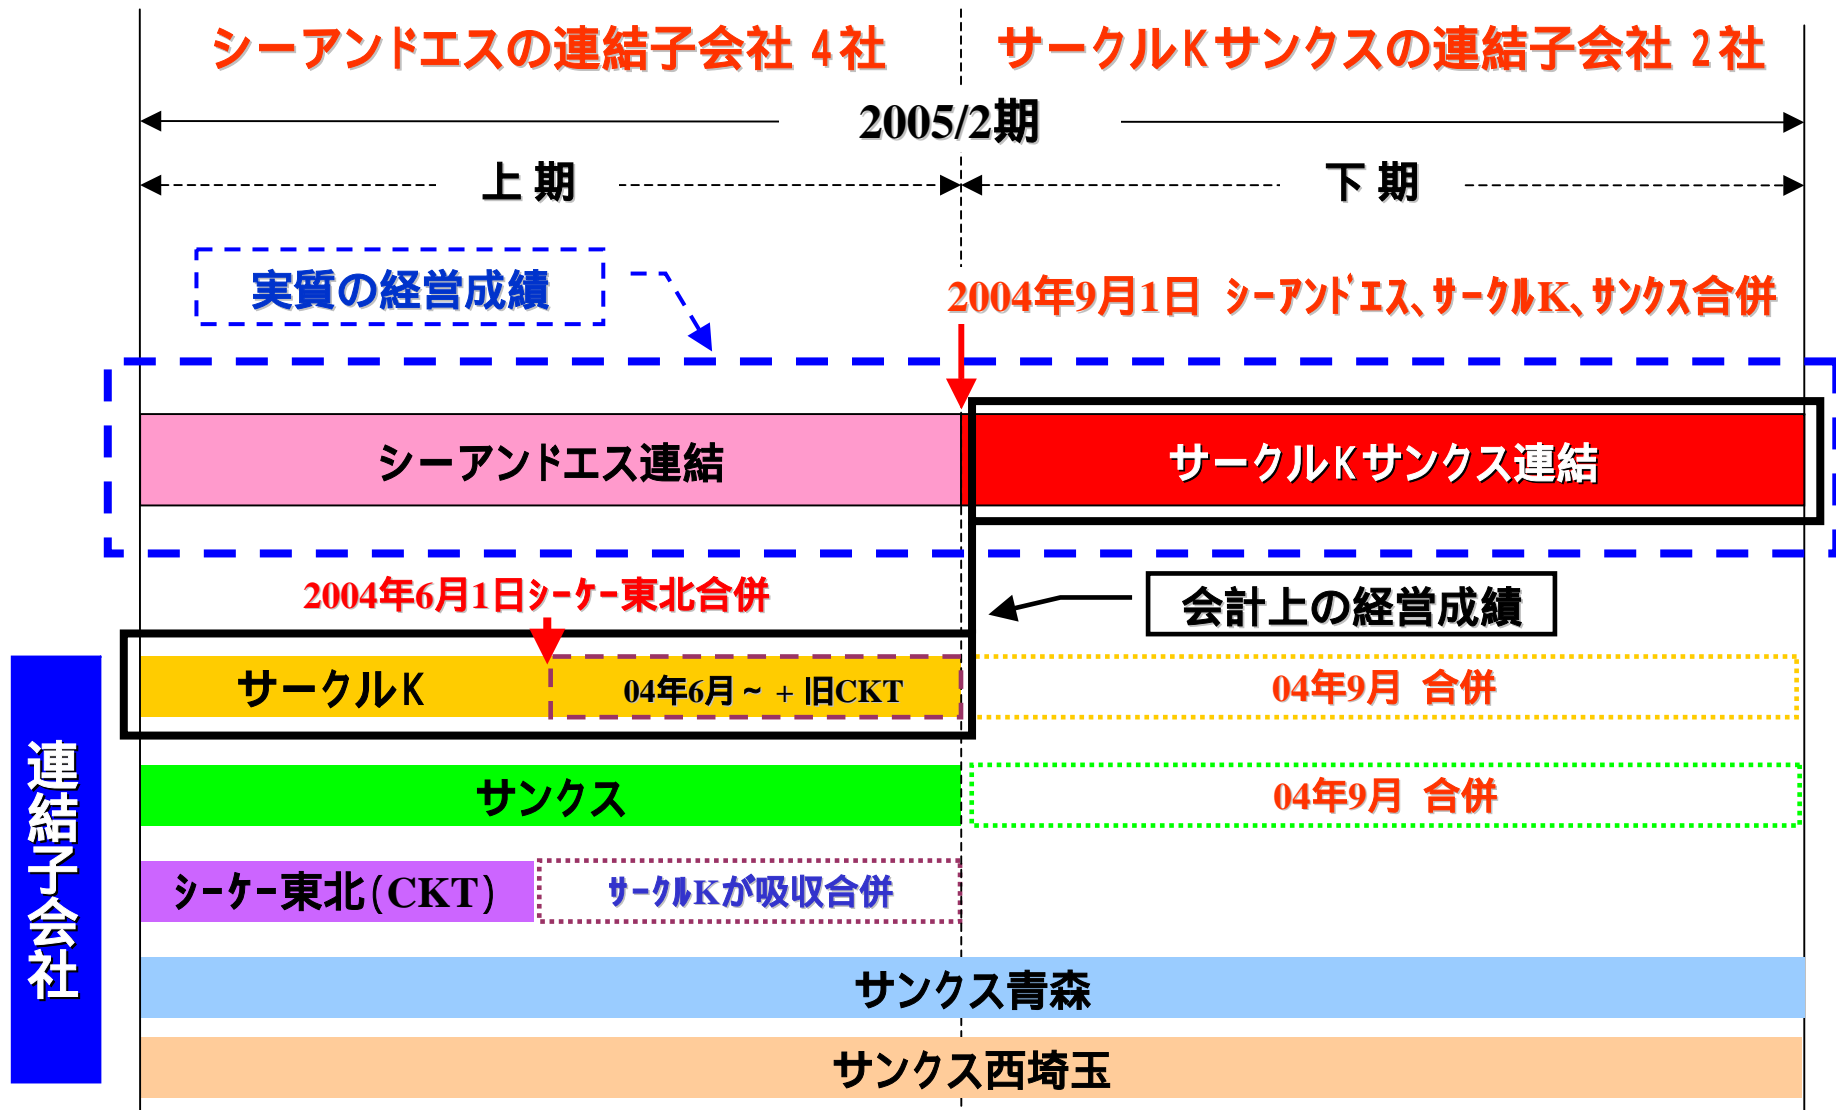 シーアンドエスの連結子会社 4社
サークルKサンクスの連結子会社 2社
2005/2期
上 期
下 期
実質の経営成績
2004年9月1日 ｼｰｱﾝﾄﾞｴｽ､ｻｰｸﾙK､ｻﾝｸｽ合併
シーアンドエス連結
サークルKサンクス連結
2004年6月1日ｼｰｹｰ東北合併
会計上の経営成績
サークルK
04年6月～ + 旧CKT
04年9月 合併
連結子会社
サンクス
04年9月 合併
ｼｰｹｰ東北(CKT)
ｻｰｸﾙKが吸収合併
サンクス青森
サンクス西埼玉